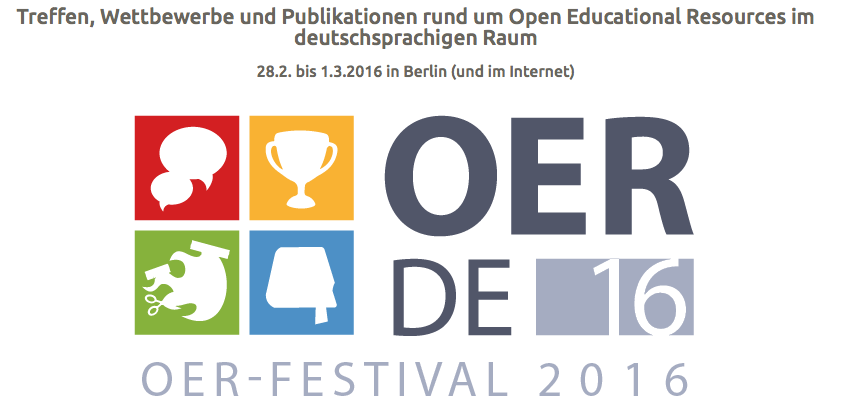 Treffen, Wettbewerbe und Publikationen rund um Open Educational Resources im
deutschsprachigen Raum
28.2. bis 1.3.2016 in Berlin (und im Internet)
OER
DE 16
OER-FESTIVAL 2016